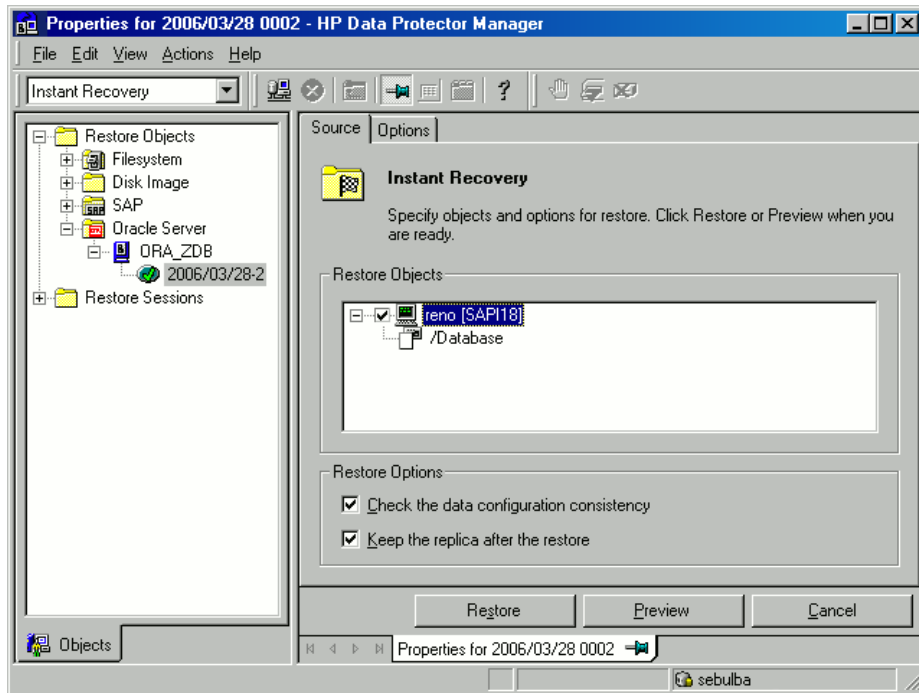 Properties for 2006/03/28 0002 - HP Data Protector Manager
File Edit View Actions Help
Instant Recovery
Restore Objects
Filesystem
Disk Image
SAP
Oracle Server
ORA_ZDB
2006/03/28-2
Restore Sessions
Objects
Source Options
Instant Recovery
Specify objects and options for restore. Click Restore or Preview when you
are ready.
Restore Objects
reno [SAPI18]
/Database
Restore Options
Check the data configuration consistency
Keep the replica after the restore
Restore Preview Cancel
Properties for 2006/03/28 0002
sebulba